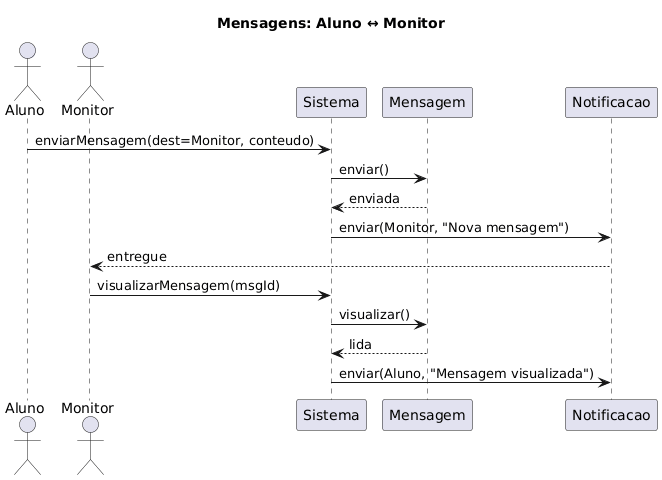 Mensagens: Aluno ↔ Monitor
Aluno
Monitor
Sistema
Mensagem
Notificacao
enviarMensagem(dest=Monitor, conteudo)
enviar()
enviada
enviar(Monitor, "Nova mensagem")
entregue
visualizarMensagem(msgId)
visualizar()
lida
enviar(Aluno, "Mensagem visualizada")
Aluno
Monitor
Sistema
Mensagem
Notificacao